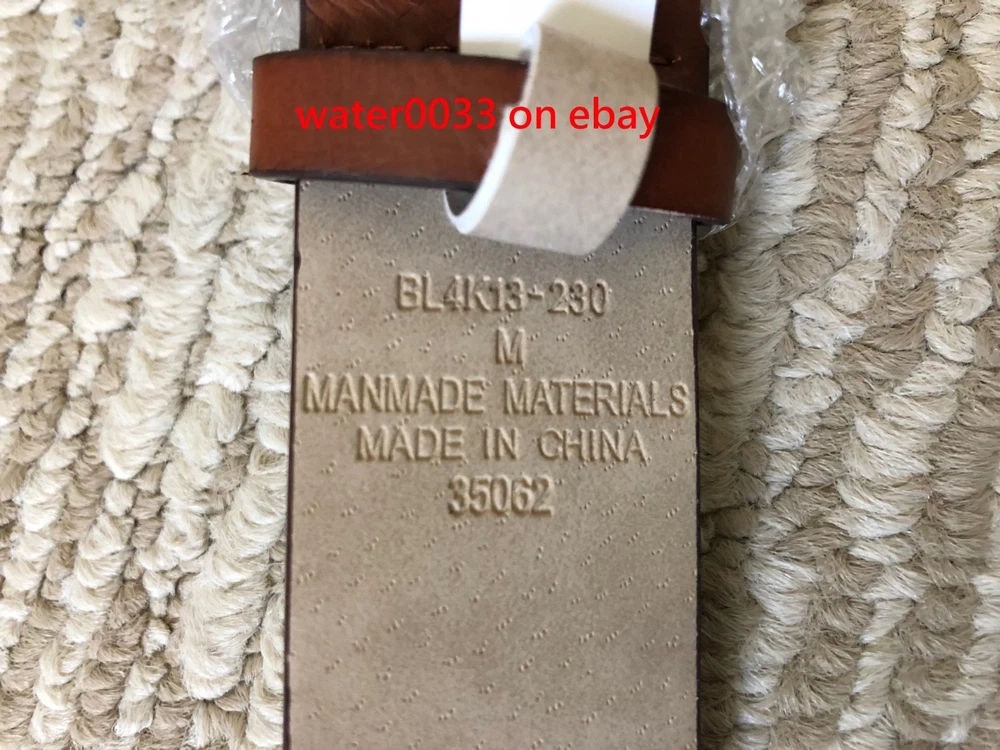 water0033 on ebay
BL4K13-230
M
MANMADE MATERIALS
MADE IN CHINA
35062